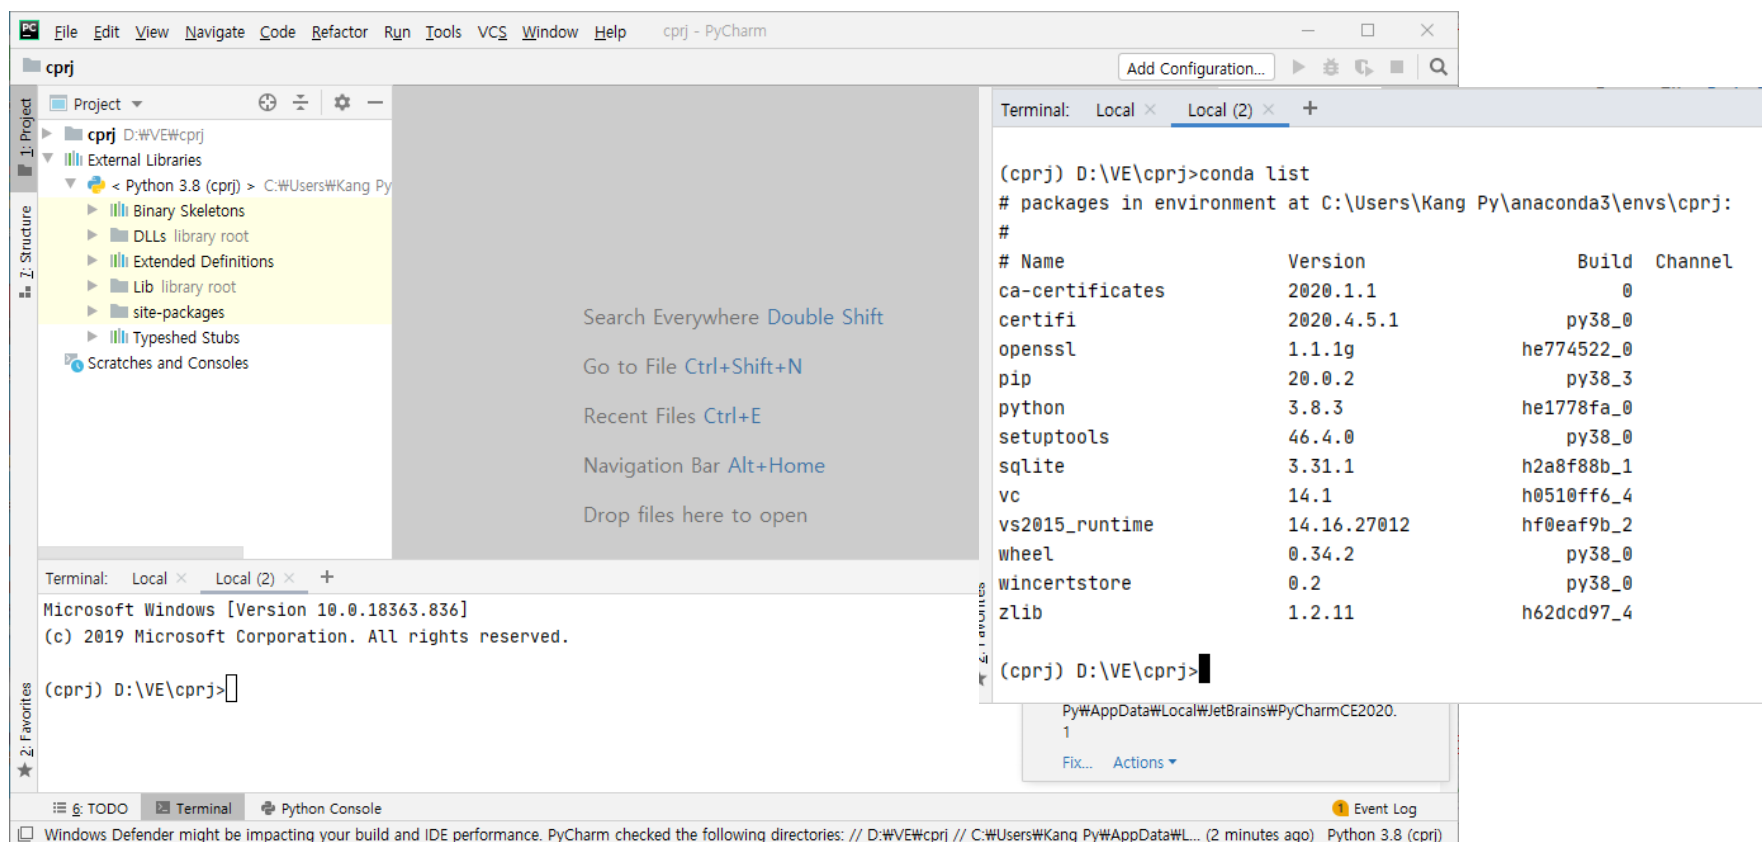 PC File Edit View Navigate Code Refactor Run Tools VCS Window Help cprj - PyCharm
cprj
Add Configuration...
1: Project
7: Structure
2: Favorites
Project
cprj D:₩VE₩cprj
External Libraries
< Python 3.8 (cprj) > C:₩Users₩Kang Py
Binary Skeletons
DLLs library root
Extended Definitions
Lib library root
site-packages
Typeshed Stubs
Scratches and Consoles
Search Everywhere Double Shift
Go to File Ctrl+Shift+N
Recent Files Ctrl+E
Navigation Bar Alt+Home
Drop files here to open
Terminal: Local × Local (2) × +
Microsoft Windows [Version 10.0.18363.836]
(c) 2019 Microsoft Corporation. All rights reserved.
(cprj) D:\VE\cprj>
Terminal: Local × Local (2) × +
(cprj) D:\VE\cprj>conda list
# packages in environment at C:\Users\Kang Py\anaconda3\envs\cprj:
#
# Name Version Build Channel
ca-certificates 2020.1.1 0
certifi 2020.4.5.1 py38_0
openssl 1.1.1g he774522_0
pip 20.0.2 py38_3
python 3.8.3 he1778fa_0
setuptools 46.4.0 py38_0
sqlite 3.31.1 h2a8f88b_1
vc 14.1 h0510ff6_4
vs2015_runtime 14.16.27012 hf0eaf9b_2
wheel 0.34.2 py38_0
wincertstore 0.2 py38_0
zlib 1.2.11 h62dcd97_4
(cprj) D:\VE\cprj>
Py₩AppData₩Local₩JetBrains₩PyCharmCE2020.
1
Fix... Actions
6: TODO Terminal Python Console
1 Event Log
Windows Defender might be impacting your build and IDE performance. PyCharm checked the following directories: // D:₩VE₩cprj // C:₩Users₩Kang Py₩AppData₩L... (2 minutes ago) Python 3.8 (cprj)